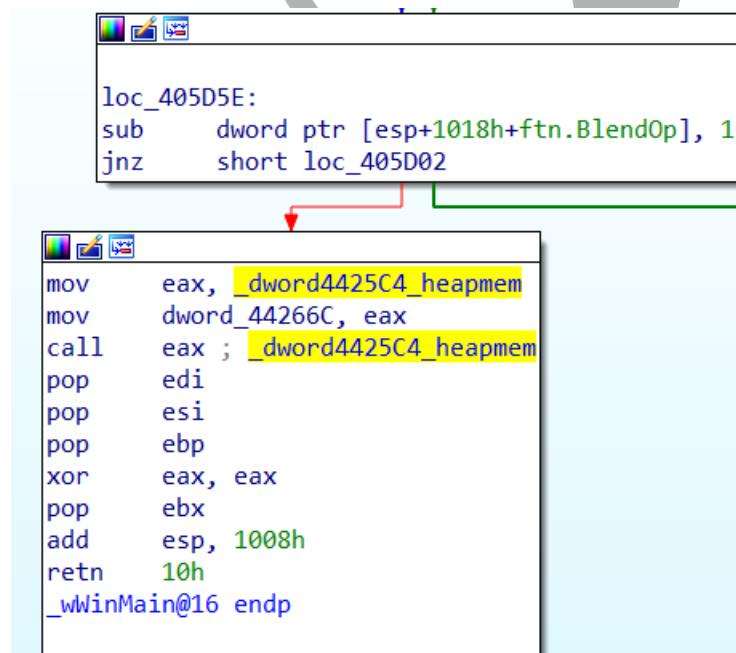 loc_405D5E:
sub dword ptr [esp+1018h+ftn.BlendOp], 1
jnz short loc_405D02
mov eax, _dword4425C4_heapmem
mov dword_44266C, eax
call eax ; _dword4425C4_heapmem
pop edi
pop esi
pop ebp
xor eax, eax
pop ebx
add esp, 1008h
retn 10h
_wWinMain@16 endp